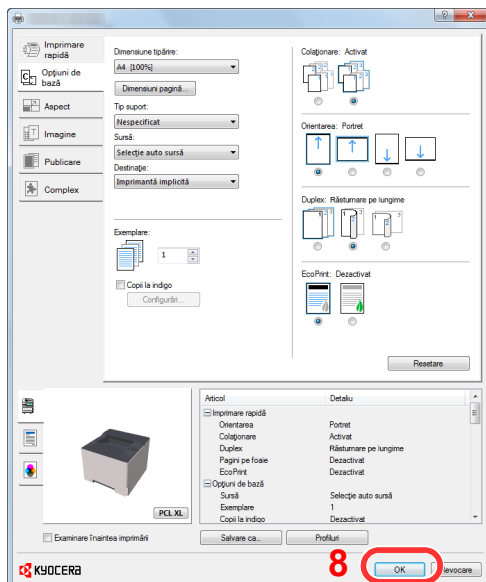 Imprimare
rapidă
Opțiuni de
bază
Aspect
Imagine
Publicare
Complex
Dimensiune tipărire:
A4 [100%]
Dimensiuni pagină...
Tip suport:
Nespecificat
Sursă:
Selecție auto sursă
Destinație:
Imprimantă implicită
Exemplare:
1
Copii la indigo
Configurări...
Colaționare: Activat
Orientarea: Portret
Duplex: Răsturnare pe lungime
EcoPrint: Dezactivat
Resetare
PCL XL
Examinare înaintea imprimării
Articol Detaliu
Imprimare rapidă
Orientarea Portret
Colaționare Activat
Duplex Răsturnare pe lungime
Pagini pe foaie Dezactivat
EcoPrint Dezactivat
Opțiuni de bază
Sursă Selecție auto sursă
Exemplare 1
Copii la indigo Dezactivat
Salvare ca... Profiluri
KYOCERA
8 OK Revocare